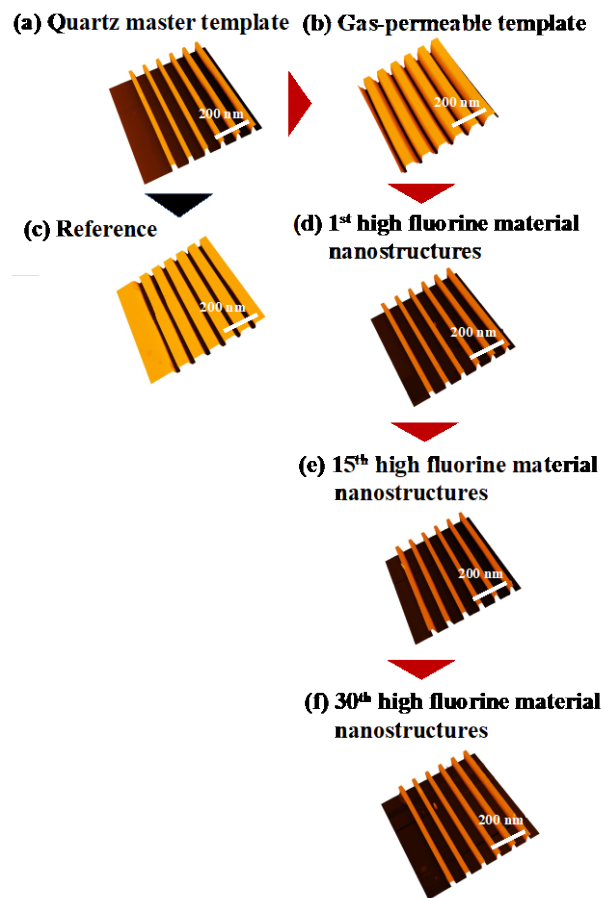 (a) Quartz master template
(b) Gas-permeable template
200 nm
200 nm
(c) Reference
(d) 1st high fluorine material
nanostructures
200 nm
200 nm
(e) 15th high fluorine material
nanostructures
200 nm
(f) 30th high fluorine material
nanostructures
200 nm